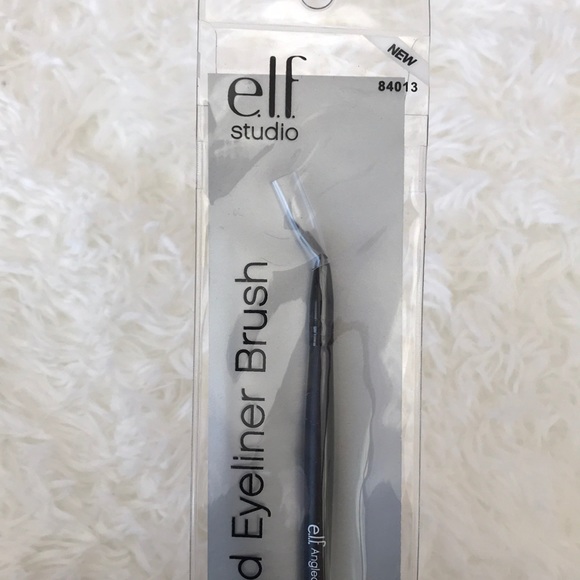 NEW
84013
e.l.f.
studio
d Eyeliner Brush
e.l.f. Angled